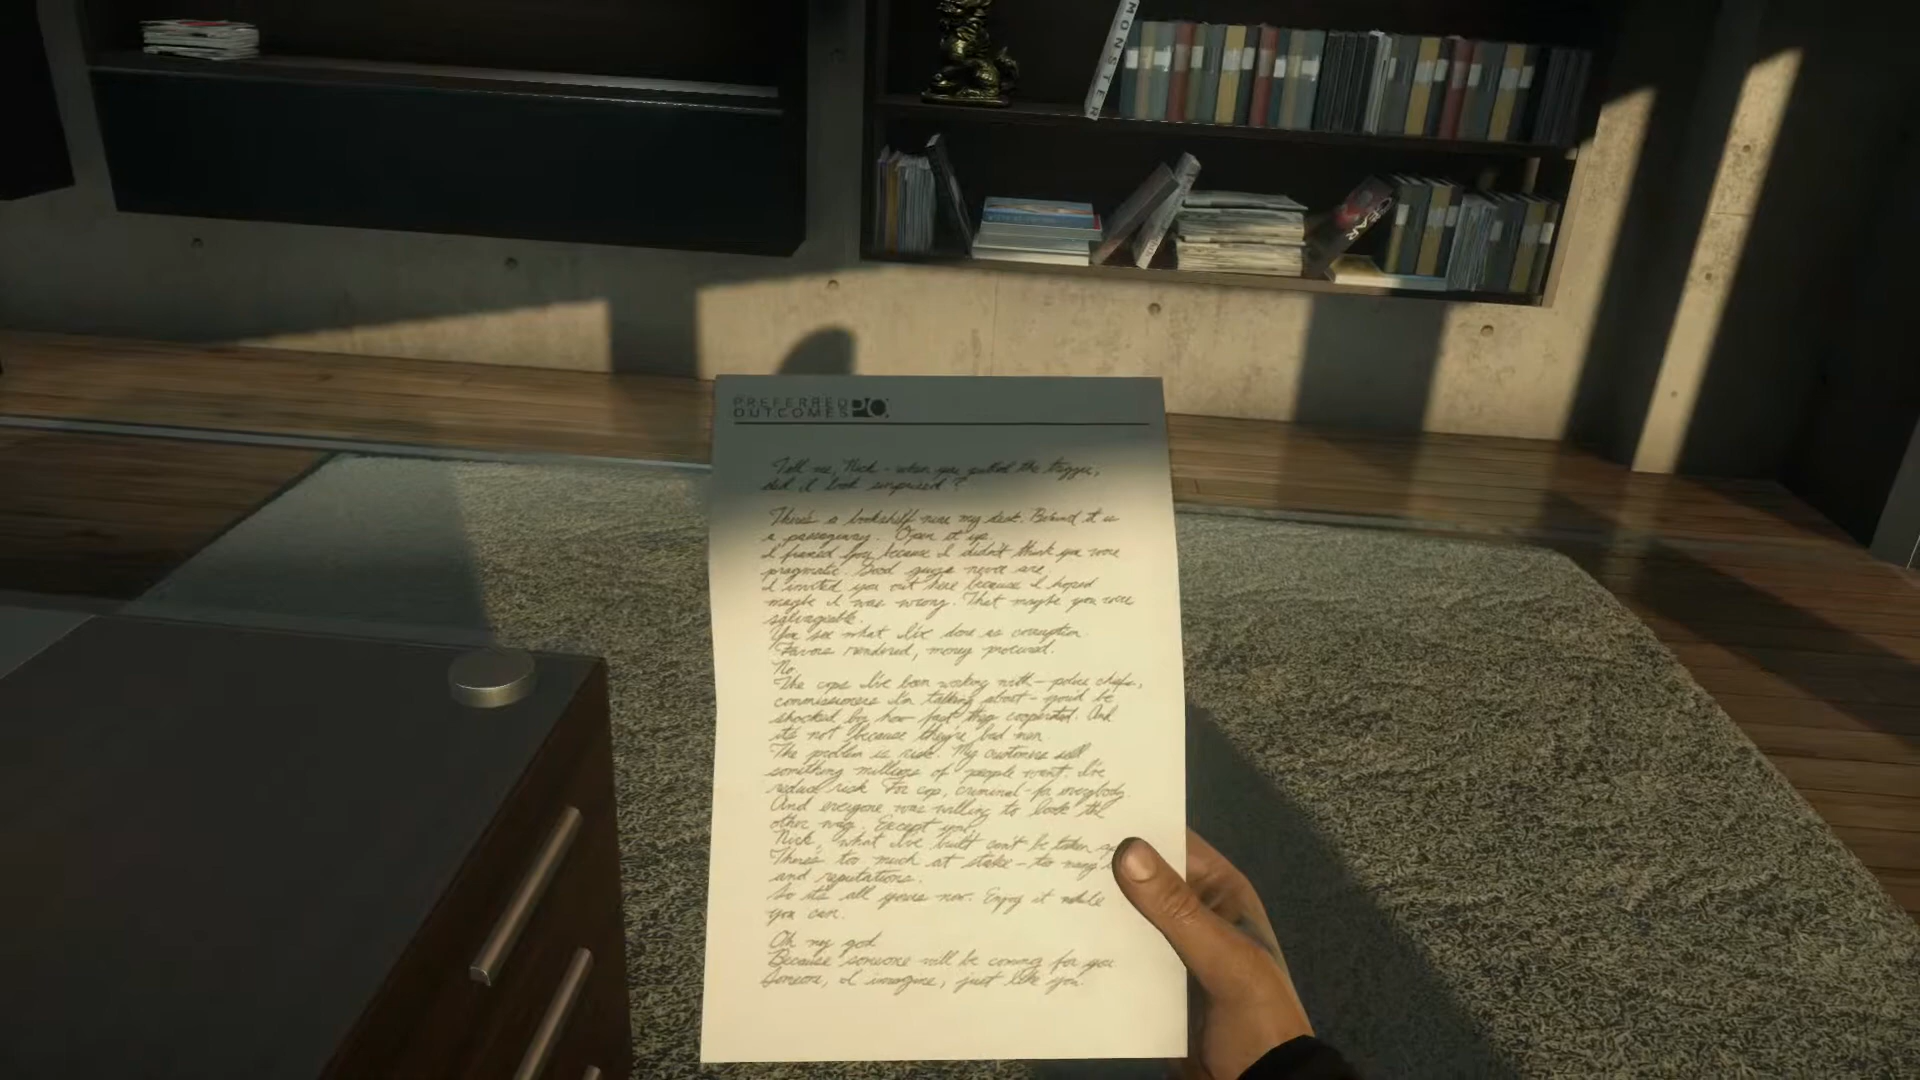 MONSTER
PREFERRED
OUTCOMES PO
Tell me, Nick - when you pulled the trigger,
did I look surprised?
There's a bookshelf near my desk. Behind it is
a passageway. Open it up.
I framed you because I didn't think you were
pragmatic. Good guys never are.
I invited you out here because I hoped
maybe I was wrong. That maybe you were
salvageable.
You see what I've done as corruption.
Favors rendered, money procured.
No.
The cops I've been working with - police chiefs,
commissioners I'm talking about - you'd be
shocked by how fast they cooperated. And
it's not because they're bad men.
The problem is risk. My customers sell
something millions of people want. I've
reduce risk. For cop, criminal - for everybody.
And everyone was willing to look the
other way. Except you.
Nick, what I've built can't be taken
There's too much at stake - too many
and reputations.
So it's all yours now. Enjoy it while
you can.
Oh my god
Because someone will be coming for you
Someone, I imagine, just like you.